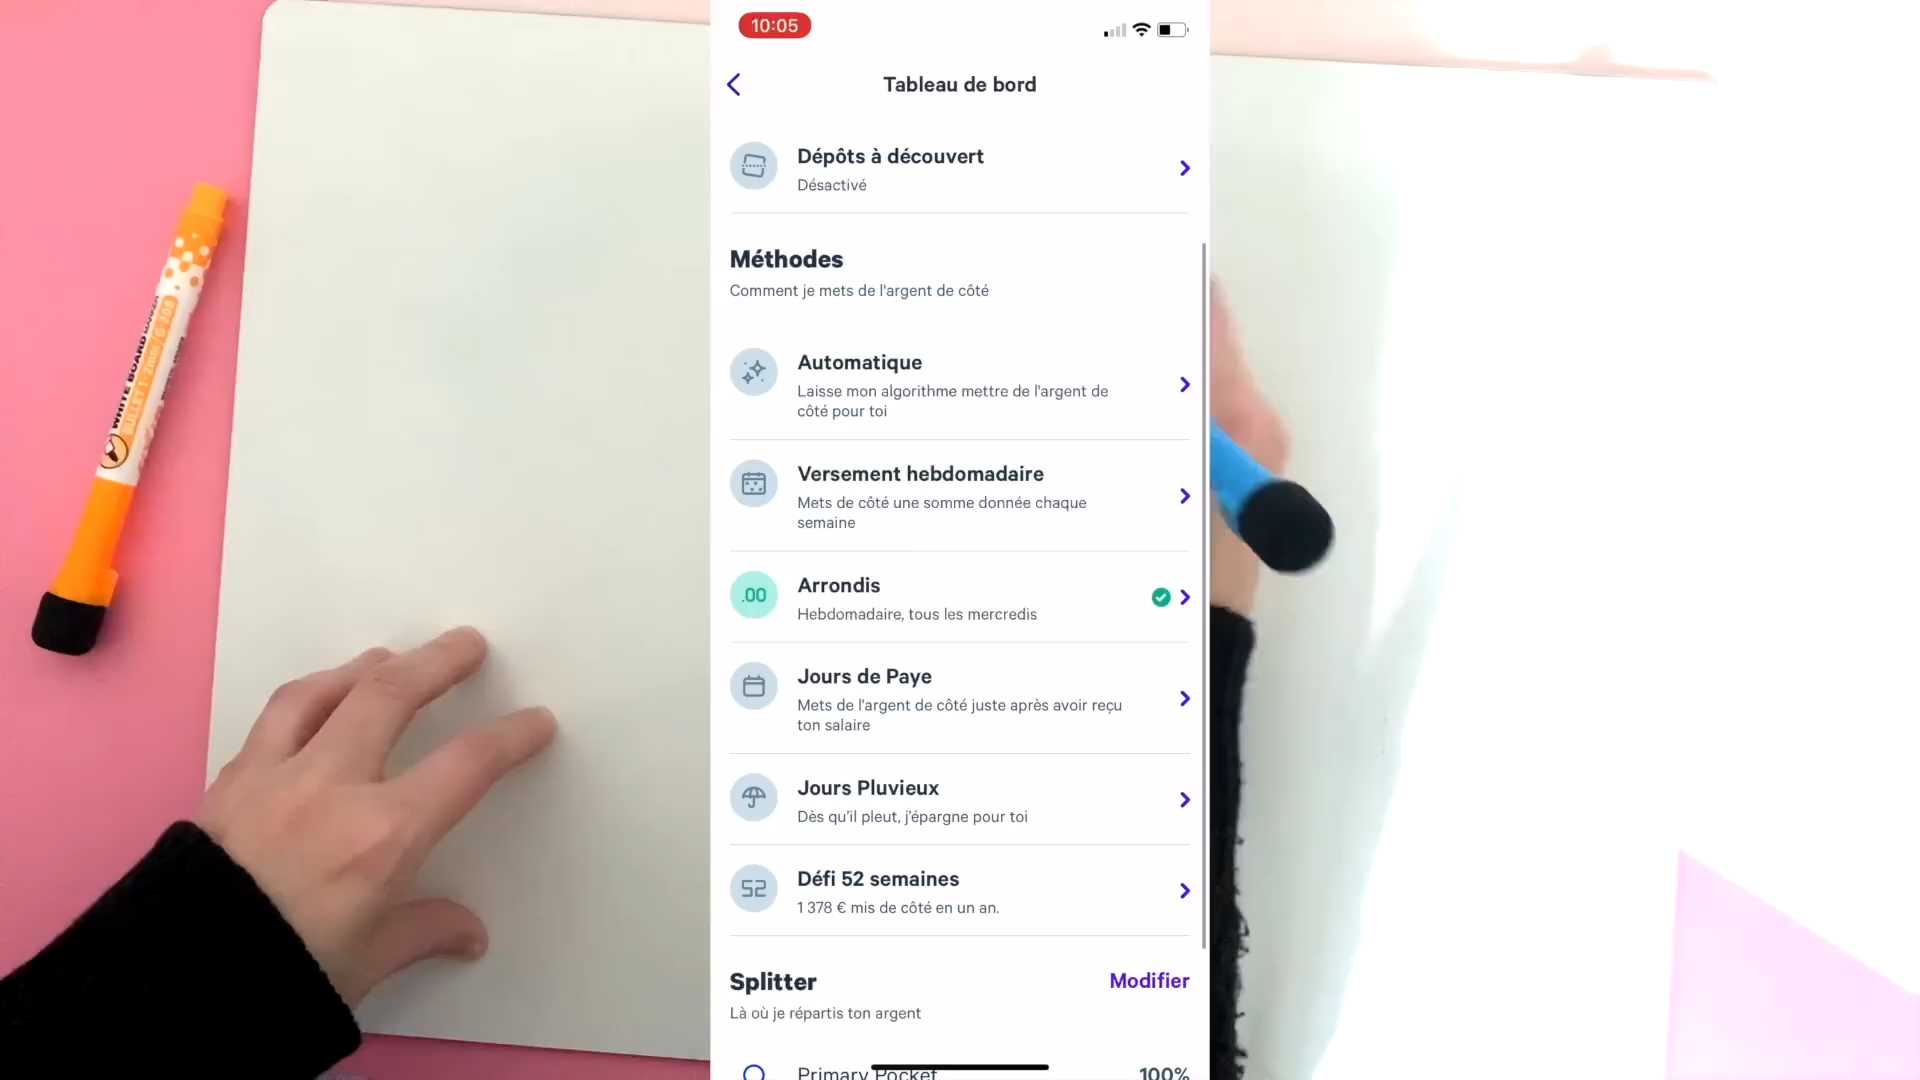 10:05
Tableau de bord
Dépôts à découvert
Désactivé
Méthodes
Comment je mets de l'argent de côté
Automatique
Laisse mon algorithme mettre de l'argent de
côté pour toi
Versement hebdomadaire
Mets de côté une somme donnée chaque
semaine
.00
Arrondis
Hebdomadaire, tous les mercredis
Jours de Paye
Mets de l'argent de côté juste après avoir reçu
ton salaire
Jours Pluvieux
Dès qu'il pleut, j'épargne pour toi
52
Défi 52 semaines
1 378 € mis de côté en un an.
Splitter
Modifier
Là où je répartis ton argent
Primary Pocket
100%
WHITE BOARD
BULLET 1-2mm